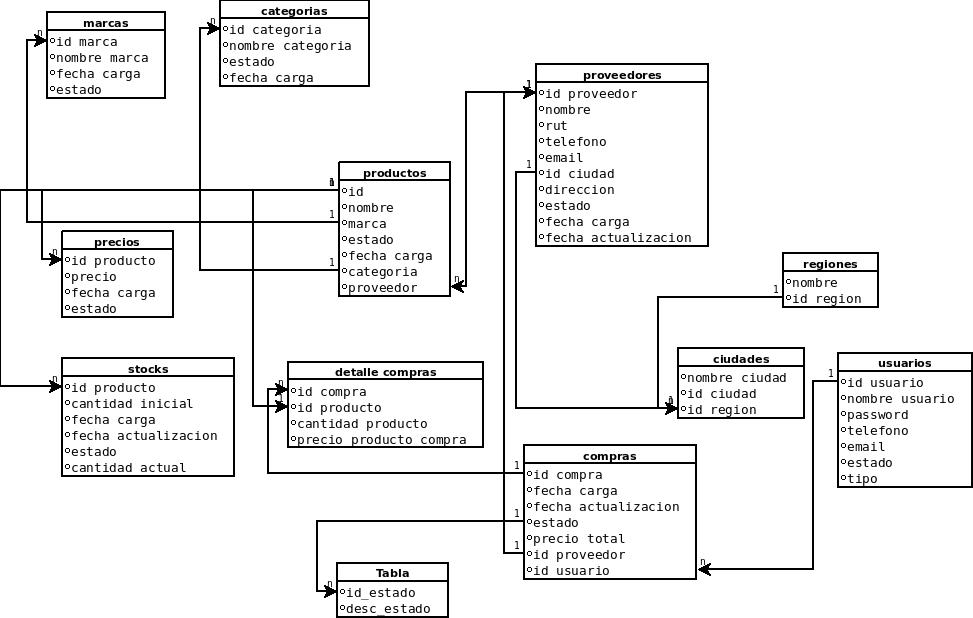 marcas
id marca
nombre marca
fecha carga
estado
n
categorias
id categoria
nombre categoria
estado
fecha carga
n
proveedores
id proveedor
nombre
rut
telefono
email
id ciudad
direccion
estado
fecha carga
fecha actualizacion
1
1
productos
id
nombre
marca
estado
fecha carga
categoria
proveedor
1
1
n
precios
id producto
precio
fecha carga
estado
n
regiones
nombre
id region
1
stocks
id producto
cantidad inicial
fecha carga
fecha actualizacion
estado
cantidad actual
n
detalle compras
id compra
id producto
cantidad producto
precio producto compra
n
ciudades
nombre ciudad
id ciudad
id region
usuarios
id usuario
nombre usuario
password
telefono
email
estado
tipo
1
compras
id compra
fecha carga
fecha actualizacion
estado
precio total
id proveedor
id usuario
1
1
1
n
Tabla
id_estado
desc_estado
n